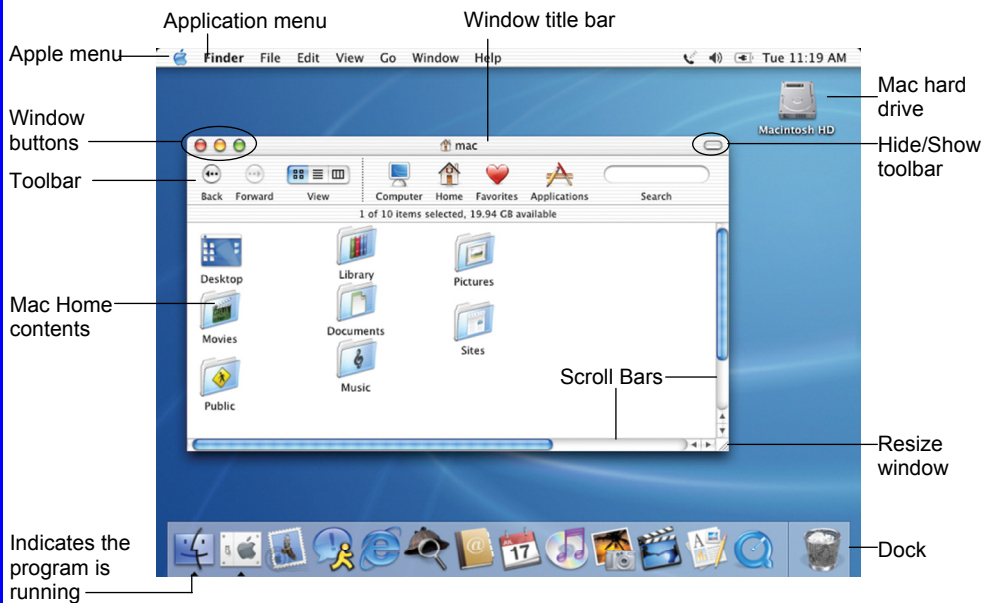 Application menu
Window title bar
Apple menu
Finder File Edit View Go Window Help
Tue 11:19 AM
Mac hard
drive
Macintosh HD
Window
buttons
mac
Hide/Show
toolbar
Toolbar
Back Forward View Computer Home Favorites Applications Search
1 of 10 items selected, 19.94 GB available
Desktop
Library
Pictures
Mac Home
contents
Movies
Documents
Sites
Public
Music
Scroll Bars
Resize
window
Indicates the
program is
running
@
17
A
Dock